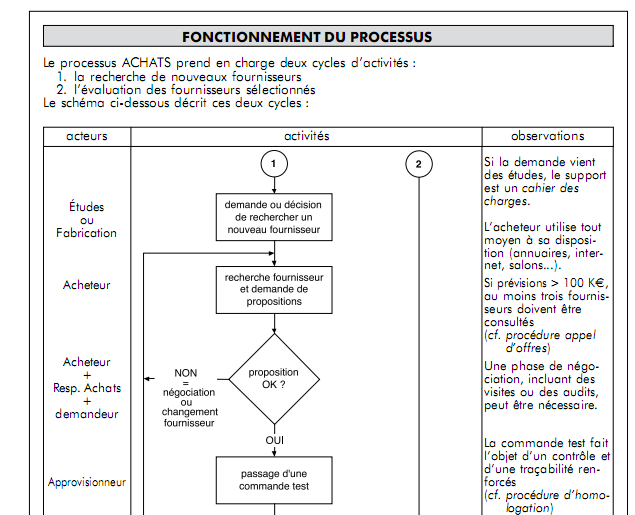 FONCTIONNEMENT DU PROCESSUS
Le processus ACHATS prend en charge deux cycles d'activités :
1. la recherche de nouveaux fournisseurs
2. l'évaluation des fournisseurs sélectionnés
Le schéma ci-dessous décrit ces deux cycles :
acteurs
activités
observations
1
2
Si la demande vient
des études, le support
est un cahier des
charges.
Études
ou
Fabrication
demande ou décision
de rechercher un
nouveau fournisseur
L'acheteur utilise tout
moyen à sa disposi-
tion (annuaires, inter-
net, salons...).
Acheteur
recherche fournisseur
et demande de
propositions
Si prévisions > 100 K€,
au moins trois fournis-
seurs doivent être
consultés
(cf. procédure appel
d'offres)
Acheteur
+
Resp. Achats
+
demandeur
NON
=
négociation
ou
changement
fournisseur
proposition
OK ?
Une phase de négo-
ciation, incluant des
visites ou des audits,
peut être nécessaire.
OUI
Approvisionneur
passage d'une
commande test
La commande test fait
l'objet d'un contrôle et
d'une traçabilité ren-
forcés
(cf. procédure d'homo-
logation)